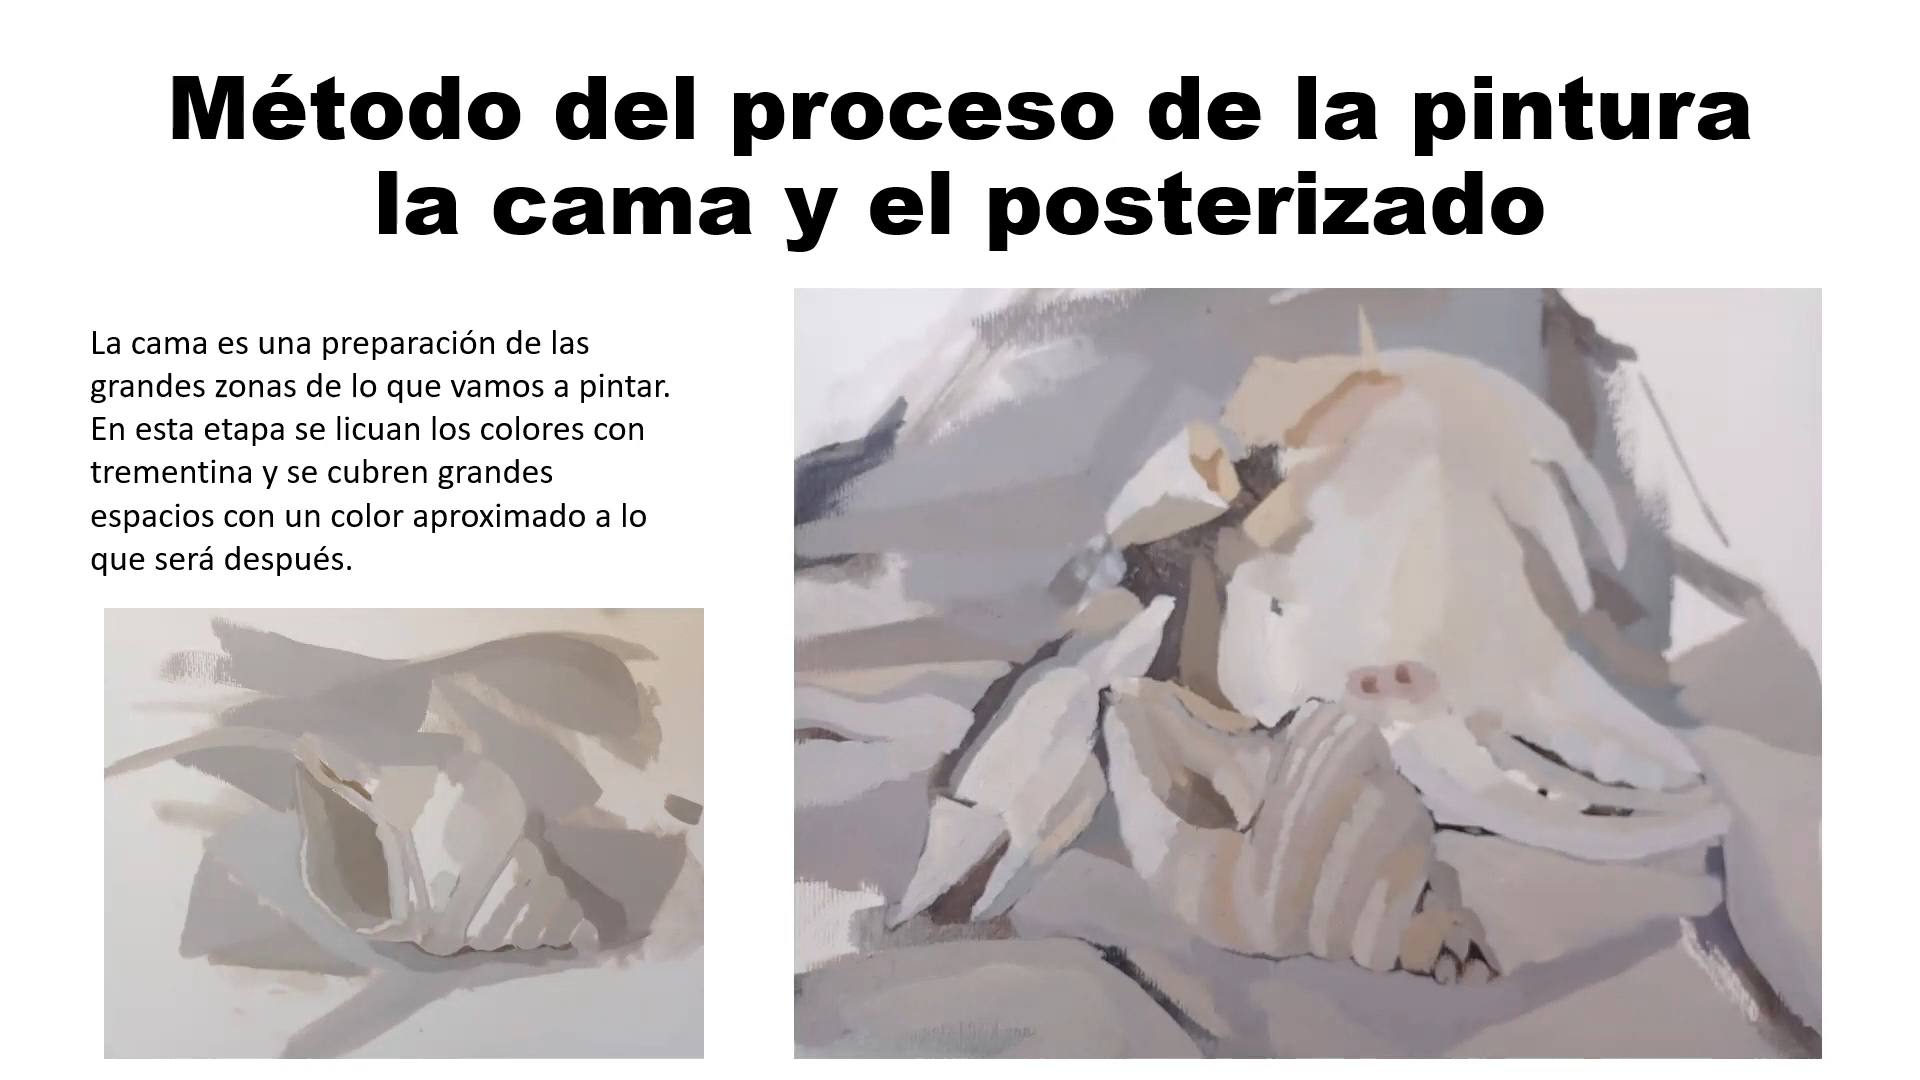 Método del proceso de la pintura
la cama y el posterizado
La cama es una preparación de las
grandes zonas de lo que vamos a pintar.
En esta etapa se licuan los colores con
trementina y se cubren grandes
espacios con un color aproximado a lo
que será después.